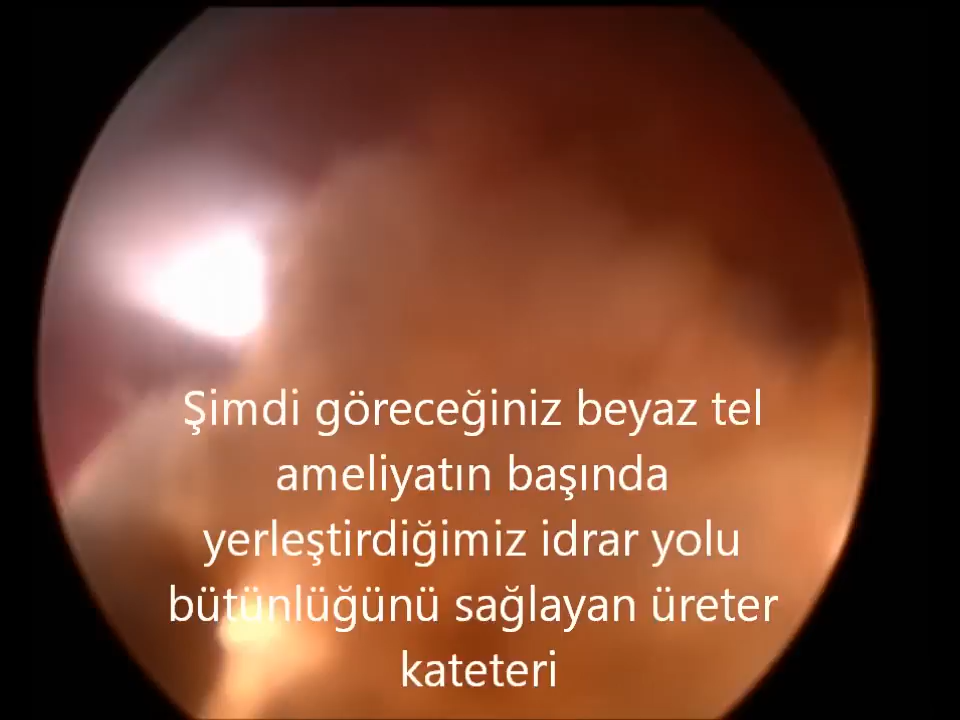 Şimdi göreceğiniz beyaz tel
ameliyatın başında
yerleştirdiğimiz idrar yolu
bütünlüğünü sağlayan üreter
kateteri